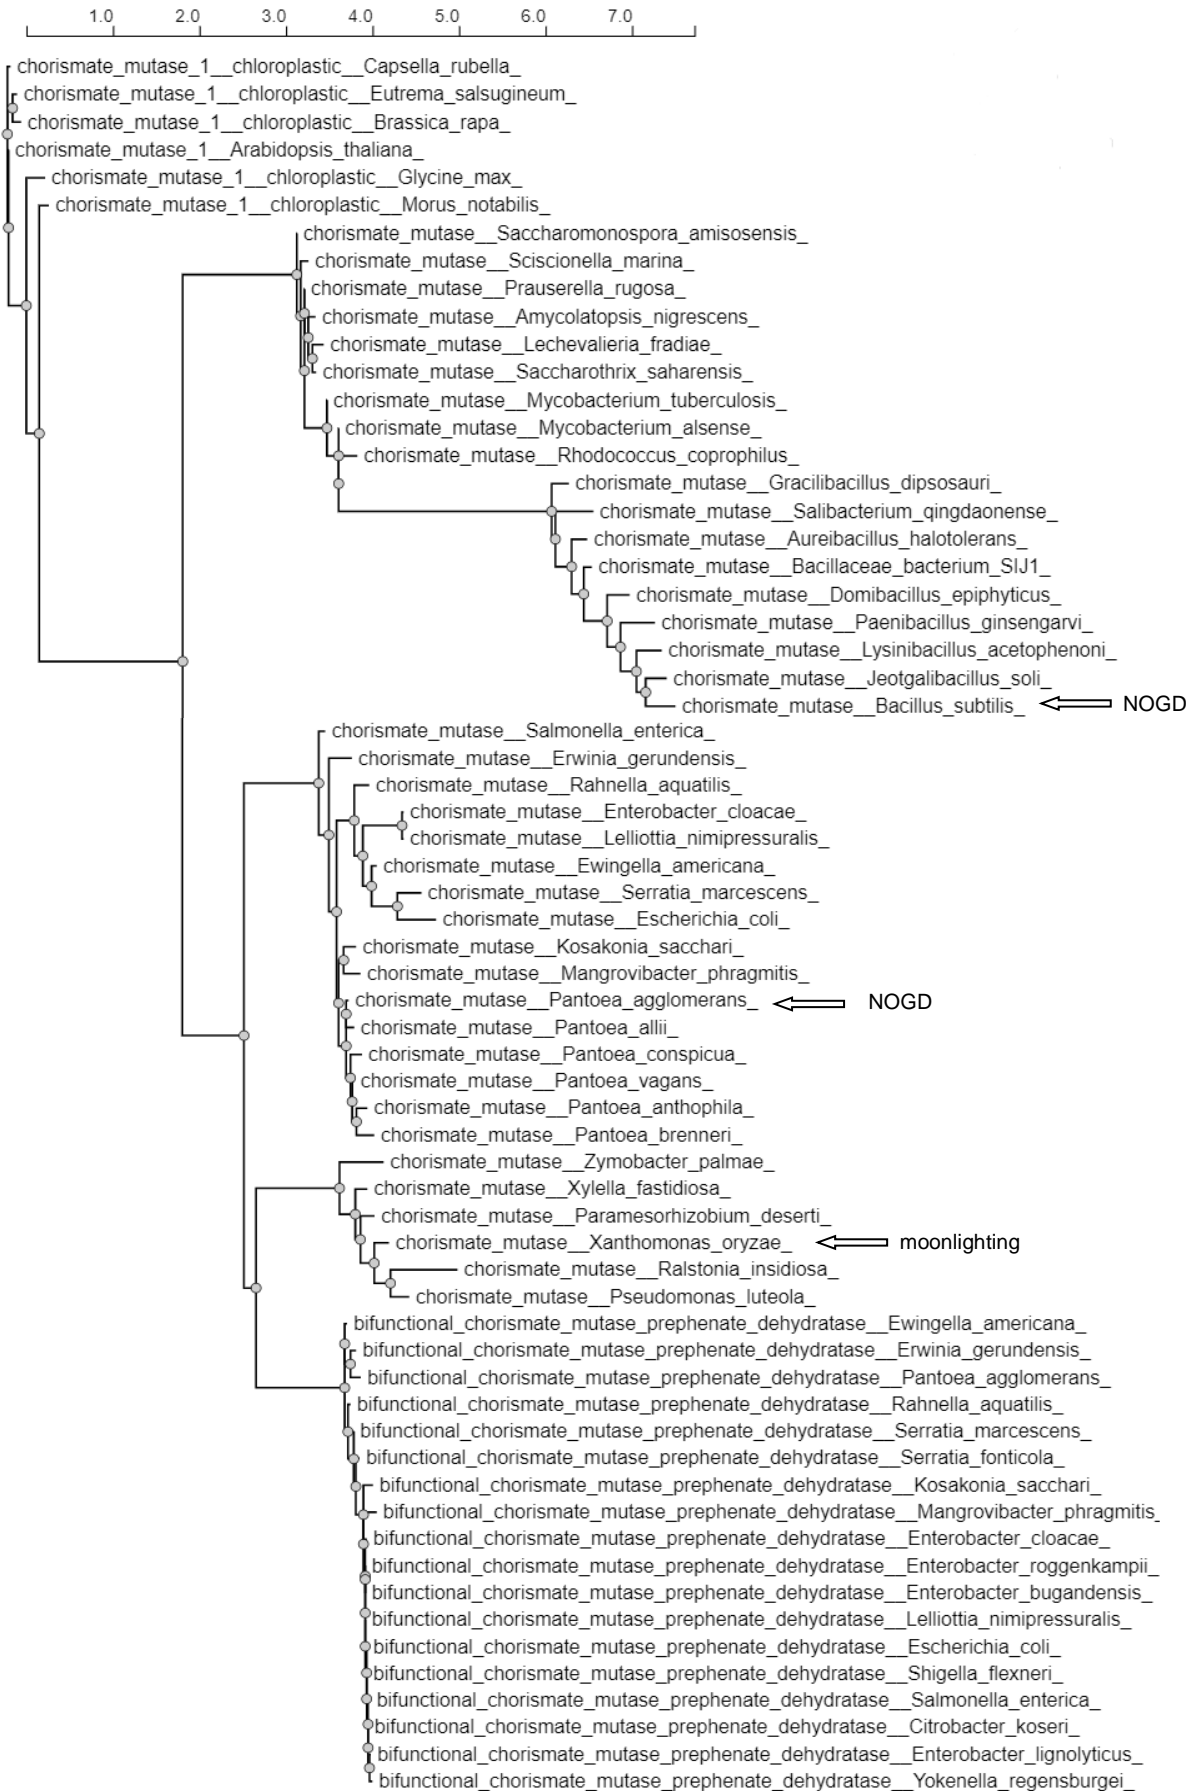 1.0 2.0 3.0 4.0 5.0 6.0 7.0
chorismate_mutase_1__chloroplastic__Capsella_rubella_
chorismate_mutase_1__chloroplastic__Eutrema_salsugineum_
chorismate_mutase_1__chloroplastic__Brassica_rapa_
chorismate_mutase_1__Arabidopsis_thaliana_
chorismate_mutase_1__chloroplastic__Glycine_max_
chorismate_mutase_1__chloroplastic__Morus_notabilis_
chorismate_mutase__Saccharomonospora_amisosensis_
chorismate_mutase__Sciscionella_marina_
chorismate_mutase__Prauserella_rugosa_
chorismate_mutase__Amycolatopsis_nigrescens_
chorismate_mutase__Lechevalieria_fradiae_
chorismate_mutase__Saccharothrix_saharensis_
chorismate_mutase__Mycobacterium_tuberculosis_
chorismate_mutase__Mycobacterium_alsense_
chorismate_mutase__Rhodococcus_coprophilus_
chorismate_mutase__Gracilibacillus_dipsosauri_
chorismate_mutase__Salibacterium_qingdaonense_
chorismate_mutase__Aureibacillus_halotolerans_
chorismate_mutase__Bacillaceae_bacterium_SIJ1_
chorismate_mutase__Domibacillus_epiphyticus_
chorismate_mutase__Paenibacillus_ginsengarvi_
chorismate_mutase__Lysinibacillus_acetophenoni_
chorismate_mutase__Jeotgalibacillus_soli_
chorismate_mutase__Bacillus_subtilis_ NOGD
chorismate_mutase__Salmonella_enterica_
chorismate_mutase__Erwinia_gerundensis_
chorismate_mutase__Rahnella_aquatilis_
chorismate_mutase__Enterobacter_cloacae_
chorismate_mutase__Lelliottia_nimipressuralis_
chorismate_mutase__Ewingella_americana_
chorismate_mutase__Serratia_marcescens_
chorismate_mutase__Escherichia_coli_
chorismate_mutase__Kosakonia_sacchari_
chorismate_mutase__Mangrovibacter_phragmitis_
chorismate_mutase__Pantoea_agglomerans_ NOGD
chorismate_mutase__Pantoea_allii_
chorismate_mutase__Pantoea_conspicua_
chorismate_mutase__Pantoea_vagans_
chorismate_mutase__Pantoea_anthophila_
chorismate_mutase__Pantoea_brenneri_
chorismate_mutase__Zymobacter_palmae_
chorismate_mutase__Xylella_fastidiosa_
chorismate_mutase__Paramesorhizobium_deserti_
chorismate_mutase__Xanthomonas_oryzae_ moonlighting
chorismate_mutase__Ralstonia_insidiosa_
chorismate_mutase__Pseudomonas_luteola_
bifunctional_chorismate_mutase_prephenate_dehydratase__Ewingella_americana_
bifunctional_chorismate_mutase_prephenate_dehydratase__Erwinia_gerundensis_
bifunctional_chorismate_mutase_prephenate_dehydratase__Pantoea_agglomerans_
bifunctional_chorismate_mutase_prephenate_dehydratase__Rahnella_aquatilis_
bifunctional_chorismate_mutase_prephenate_dehydratase__Serratia_marcescens_
bifunctional_chorismate_mutase_prephenate_dehydratase__Serratia_fonticola_
bifunctional_chorismate_mutase_prephenate_dehydratase__Kosakonia_sacchari_
bifunctional_chorismate_mutase_prephenate_dehydratase__Mangrovibacter_phragmitis_
bifunctional_chorismate_mutase_prephenate_dehydratase__Enterobacter_cloacae_
bifunctional_chorismate_mutase_prephenate_dehydratase__Enterobacter_roggenkampii_
bifunctional_chorismate_mutase_prephenate_dehydratase__Enterobacter_bugandensis_
bifunctional_chorismate_mutase_prephenate_dehydratase__Lelliottia_nimipressuralis_
bifunctional_chorismate_mutase_prephenate_dehydratase__Escherichia_coli_
bifunctional_chorismate_mutase_prephenate_dehydratase__Shigella_flexneri_
bifunctional_chorismate_mutase_prephenate_dehydratase__Salmonella_enterica_
bifunctional_chorismate_mutase_prephenate_dehydratase__Citrobacter_koseri_
bifunctional_chorismate_mutase_prephenate_dehydratase__Enterobacter_lignolyticus_
bifunctional_chorismate_mutase_prephenate_dehydratase__Yokenella_regensburgei_